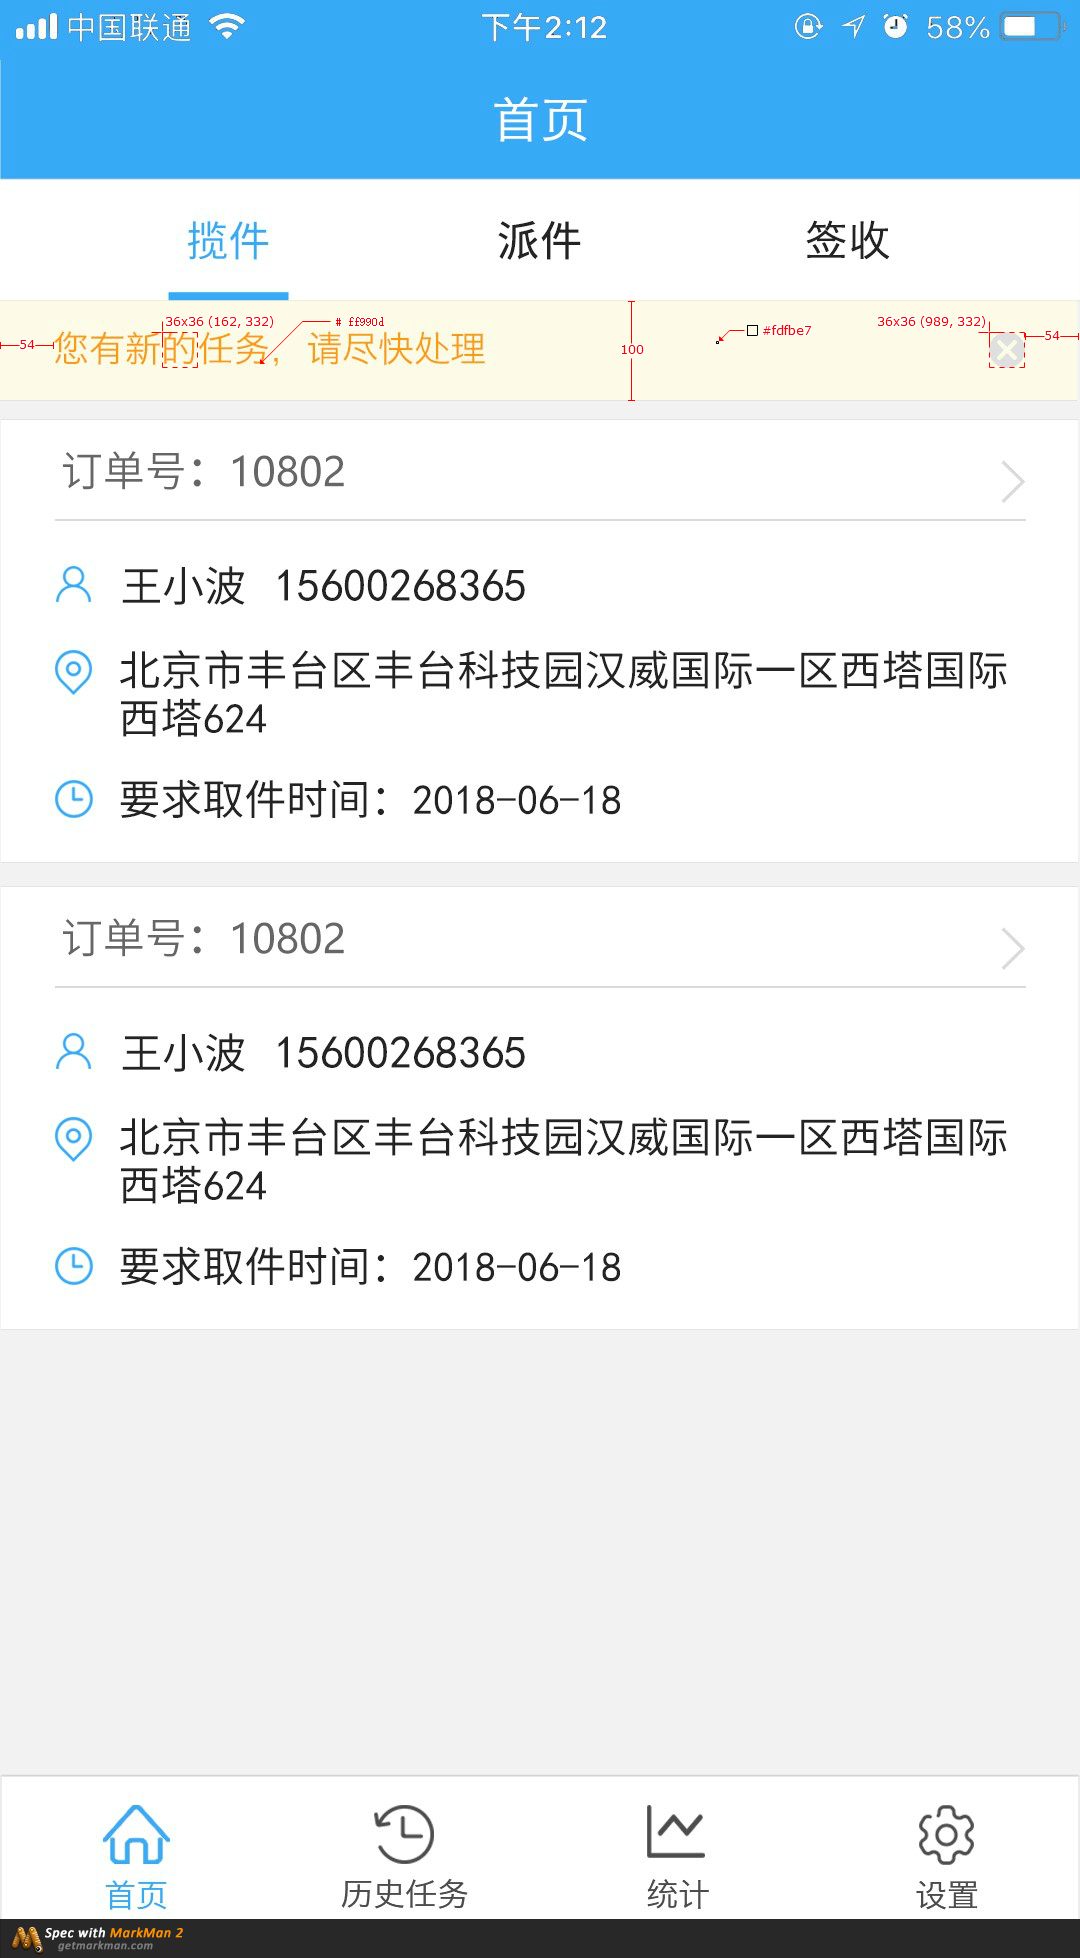 中国联通 下午2:12 58%
首页
揽件 派件 签收
36x36 (162, 332) # ff990d #fdfbe7 36x36 (989, 332)
54 您有新的任务，请尽快处理 100 54
订单号：10802
王小波 15600268365
北京市丰台区丰台科技园汉威国际一区西塔国际
西塔624
要求取件时间：2018-06-18
订单号：10802
王小波 15600268365
北京市丰台区丰台科技园汉威国际一区西塔国际
西塔624
要求取件时间：2018-06-18
首页 历史任务 统计 设置
Spec with MarkMan 2
getmarkman.com